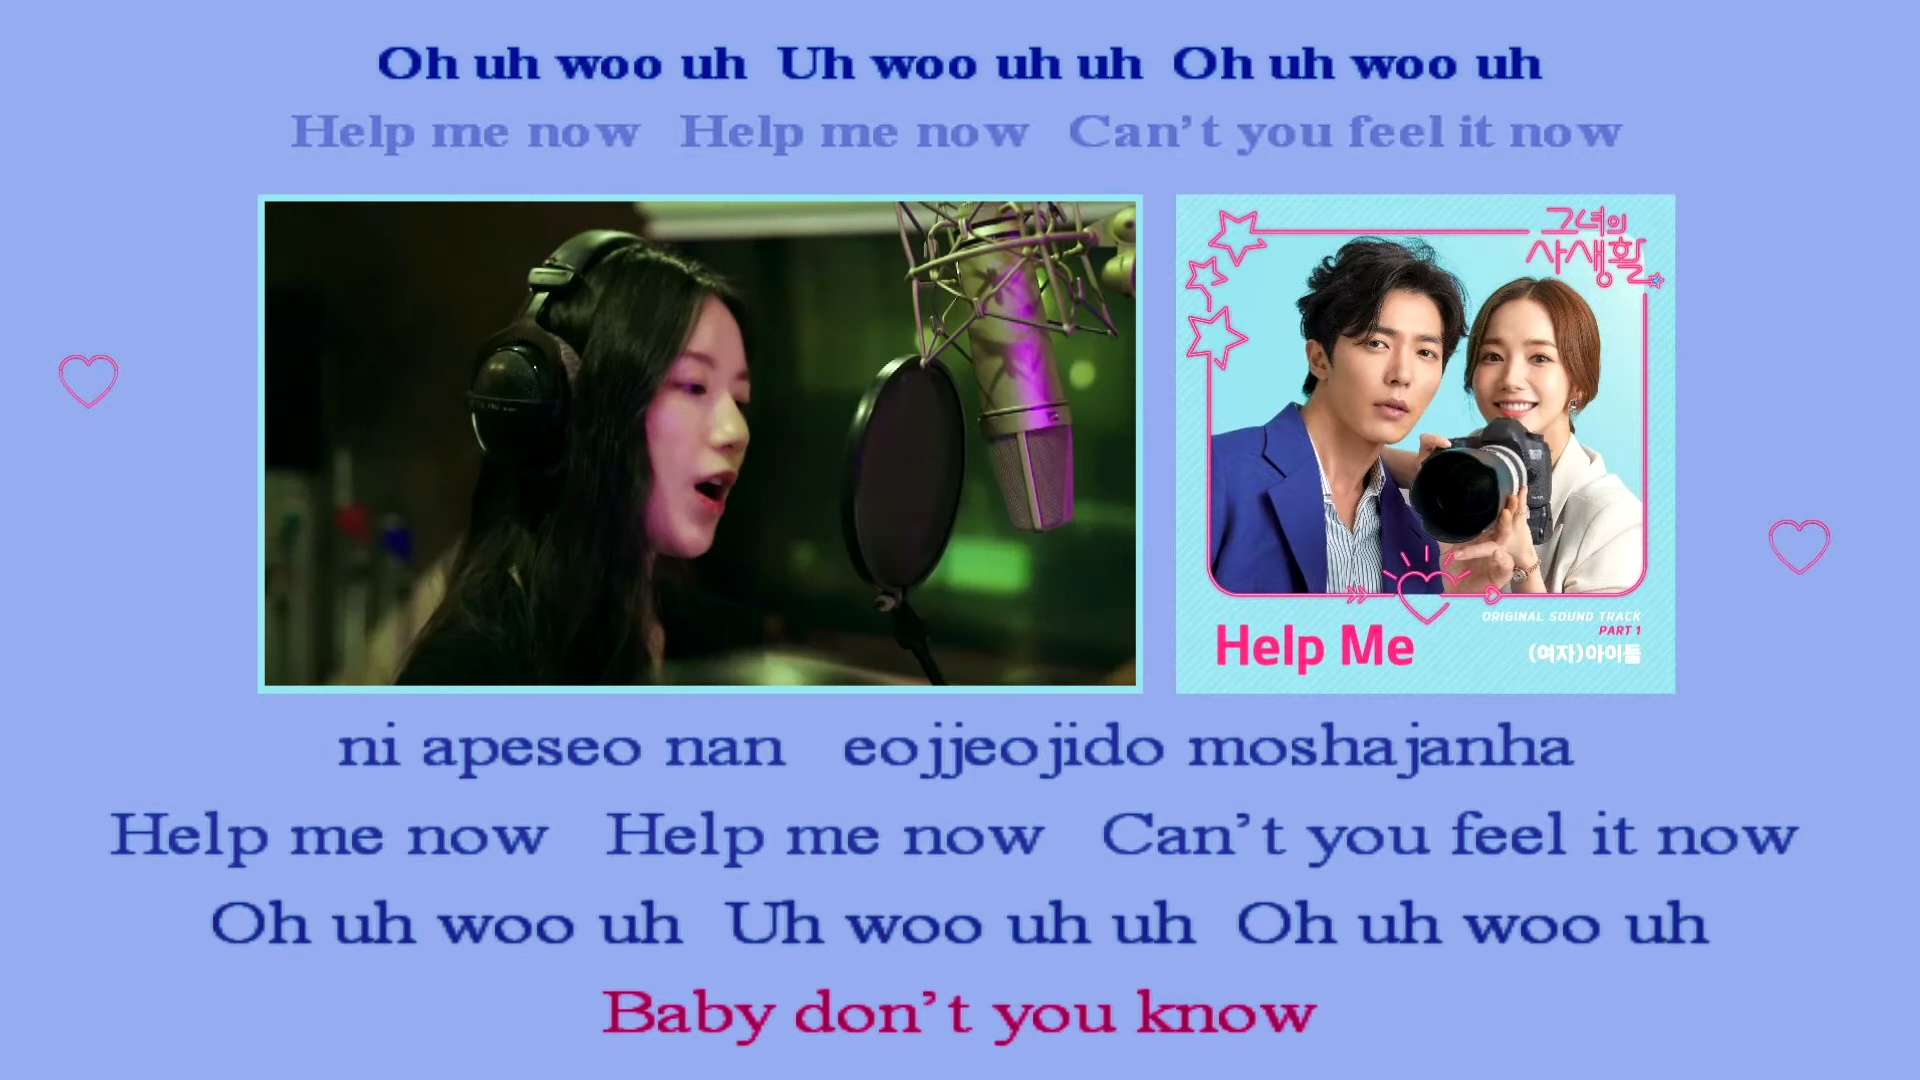 Oh uh woo uh  Uh woo uh uh  Oh uh woo uh
Help me now  Help me now  Can't you feel it now
그녀의
사생활
ORIGINAL SOUND TRACK
PART 1
Help Me
(여자)아이들
ni apeseo nan  eojjeojido moshajanha
Help me now  Help me now  Can't you feel it now
Oh uh woo uh  Uh woo uh uh  Oh uh woo uh
Baby don't you know